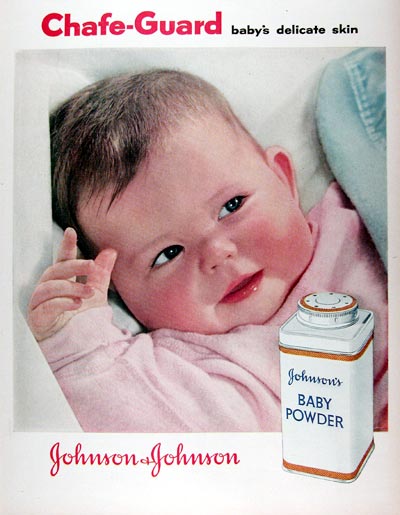 Chafe-Guard baby's delicate skin
Johnson's
BABY
POWDER
Johnson & Johnson